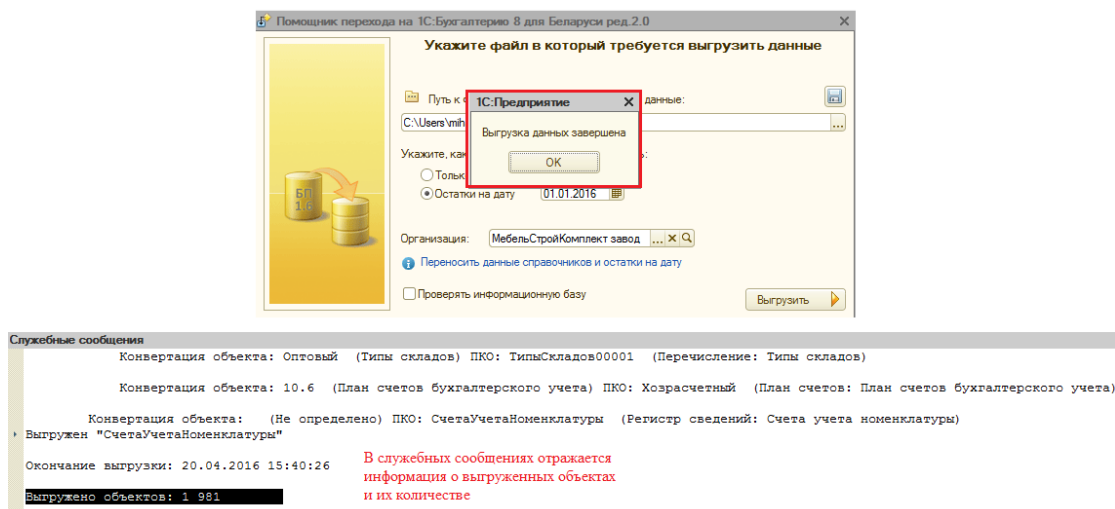 Помощник перехода на 1С:Бухгалтерию 8 для Беларуси ред.2.0
Укажите файл в который требуется выгрузить данные
Путь к
данные:
1С:Предприятие
C:\Users\mih
Выгрузка данных завершена
OK
Укажите, как
Тольк
БП
1.6
Остатки на дату 01.01.2016
Организация: МебельСтройКомплект завод
Переносить данные справочников и остатки на дату
Проверять информационную базу
Выгрузить
Служебные сообщения
Конвертация объекта: Оптовый (Типы складов) ПКО: ТипыСкладов00001 (Перечисление: Типы складов)
Конвертация объекта: 10.6 (План счетов бухгалтерского учета) ПКО: Хозрасчетный (План счетов: План счетов бухгалтерского учета)
Конвертация объекта: (Не определено) ПКО: СчетаУчетаНоменклатуры (Регистр сведений: Счета учета номенклатуры)
Выгружен "СчетаУчетаНоменклатуры"
Окончание выгрузки: 20.04.2016 15:40:26
В служебных сообщениях отражается
информация о выгруженных объектах
и их количестве
Выгружено объектов: 1 981